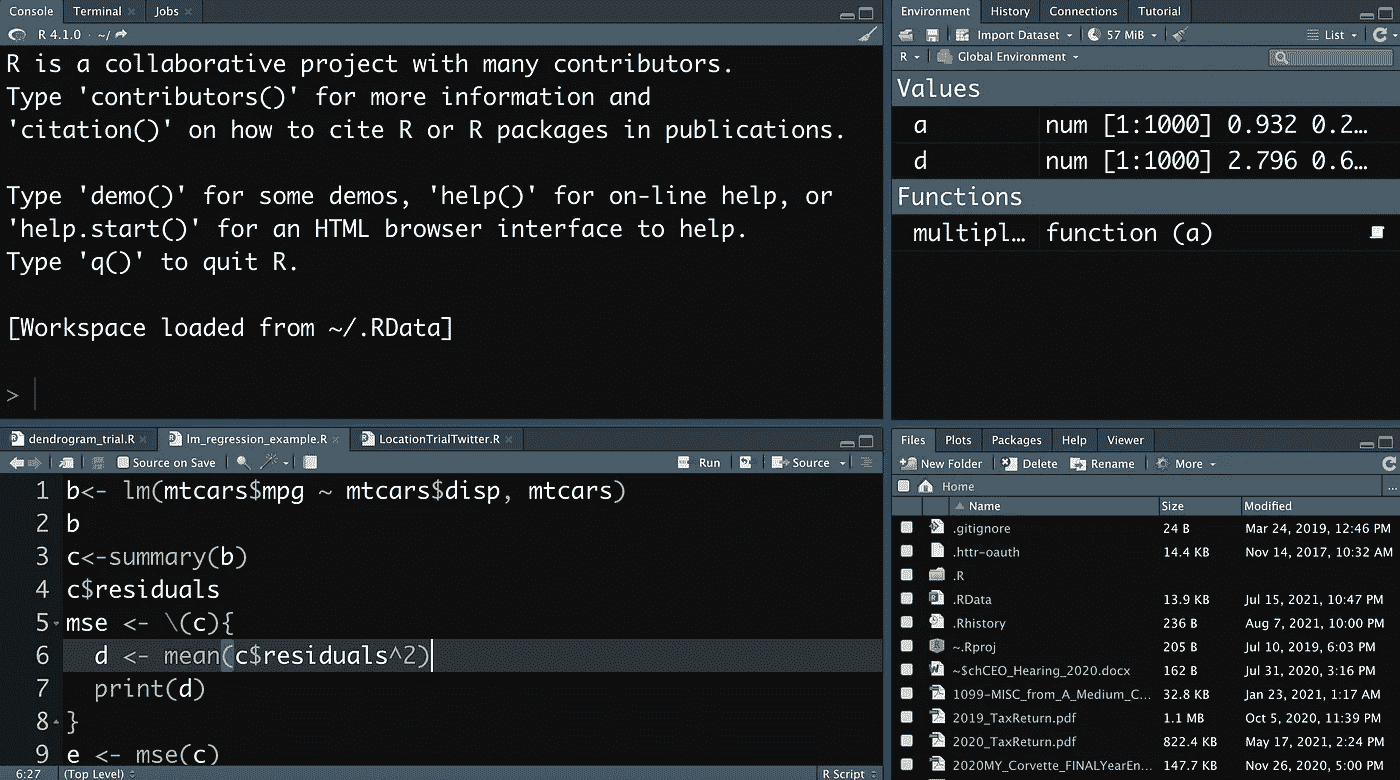 Console Terminal Jobs
R 4.1.0 · ~/
R is a collaborative project with many contributors.
Type 'contributors()' for more information and
'citation()' on how to cite R or R packages in publications.
Type 'demo()' for some demos, 'help()' for on-line help, or
'help.start()' for an HTML browser interface to help.
Type 'q()' to quit R.
[Workspace loaded from ~/.RData]
>
dendrogram_trial.R lm_regression_example.R LocationTrialTwitter.R
Source on Save Run Source
1 b<- lm(mtcars$mpg ~ mtcars$disp, mtcars)
2 b
3 c<-summary(b)
4 c$residuals
5 mse <- \(c){
6 d <- mean(c$residuals^2)
7 print(d)
8 }
9 e <- mse(c)
6:27 (Top Level) R Script
Environment History Connections Tutorial
Import Dataset 57 MiB List
R Global Environment
Values
a num [1:1000] 0.932 0.2…
d num [1:1000] 2.796 0.6…
Functions
multipl… function (a)
Files Plots Packages Help Viewer
New Folder Delete Rename More
Home ...
Name Size Modified
.gitignore 24 B Mar 24, 2019, 12:46 PM
.httr-oauth 14.4 KB Nov 14, 2017, 10:32 AM
.R
.RData 13.9 KB Jul 15, 2021, 10:47 PM
.Rhistory 236 B Aug 7, 2021, 10:00 PM
~.Rproj 205 B Jul 10, 2019, 6:03 PM
~$chCEO_Hearing_2020.docx 162 B Jul 31, 2020, 3:16 PM
1099-MISC_from_A_Medium_C... 32.8 KB Jan 23, 2021, 1:17 AM
2019_TaxReturn.pdf 1.1 MB Oct 5, 2020, 11:39 PM
2020_TaxReturn.pdf 822.4 KB May 17, 2021, 2:24 PM
2020MY_Corvette_FINALYearEn... 147.7 KB Nov 26, 2020, 5:00 PM